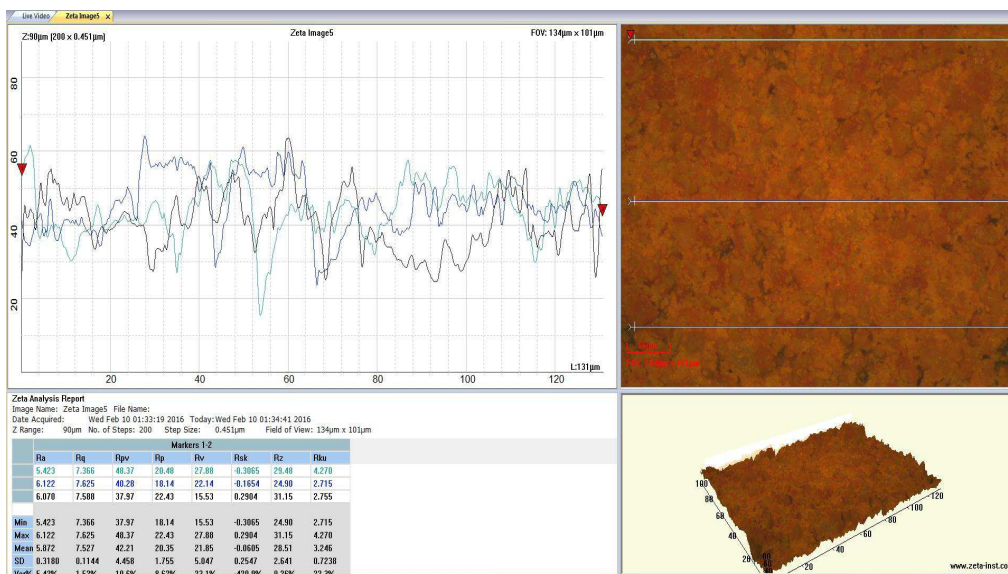 Live Video Zeta Image5 x
Z:90µm (200 x 0.451µm) Zeta Image5 FOV: 134µm x 101µm
80
60
40
20
20 40 60 80 100 120
L:131µm
Zeta Analysis Report
Image Name: Zeta Image5 File Name:
Date Acquired: Wed Feb 10 01:33:19 2016 Today:Wed Feb 10 01:34:41 2016
Z Range: 90µm No. of Steps: 200 Step Size: 0.451µm Field of View: 134µm x 101µm
Markers 1-2
Ra Rq Rpv Rp Rv Rsk Rz Rku
5.423 7.366 48.37 20.48 27.88 -0.3065 29.48 4.270
6.122 7.625 40.28 18.14 22.14 -0.1654 24.90 2.715
6.070 7.588 37.97 22.43 15.53 0.2904 31.15 2.755
Min 5.423 7.366 37.97 18.14 15.53 -0.3065 24.90 2.715
Max 6.122 7.625 48.37 22.43 27.88 0.2904 31.15 4.270
Mean 5.872 7.527 42.21 20.35 21.85 -0.0605 28.51 3.246
SD 0.3180 0.1144 4.458 1.755 5.047 0.2547 2.641 0.7238
100
80
60
40
20
20
40
60
80
100
120
www.zeta-inst.co